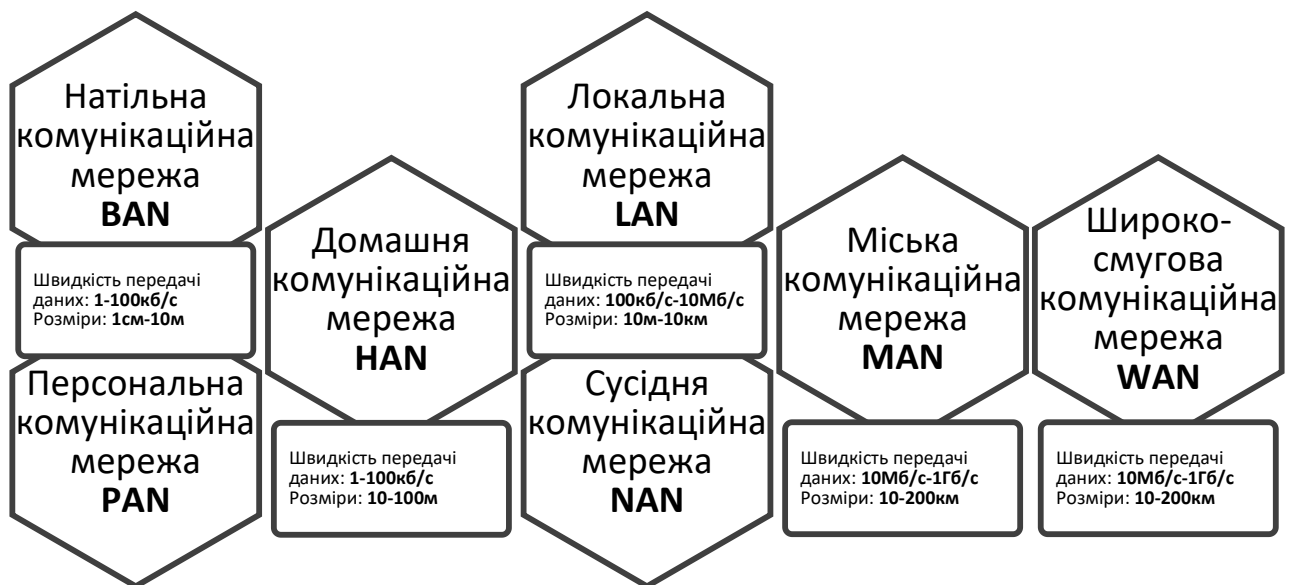 Натільна
комунікаційна
мережа
BAN
Швидкість передачі
даних: 1-100кб/с
Розміри: 1см-10м
Персональна
комунікаційна
мережа
PAN
Домашня
комунікаційна
мережа
HAN
Швидкість передачі
даних: 1-100кб/с
Розміри: 10-100м
Локальна
комунікаційна
мережа
LAN
Швидкість передачі
даних: 100кб/с-10Мб/с
Розміри: 10м-10км
Сусідня
комунікаційна
мережа
NAN
Міська
комунікаційна
мережа
MAN
Швидкість передачі
даних: 10Мб/с-1Гб/с
Розміри: 10-200км
Широко-
смугова
комунікаційна
мережа
WAN
Швидкість передачі
даних: 10Мб/с-1Гб/с
Розміри: 10-200км